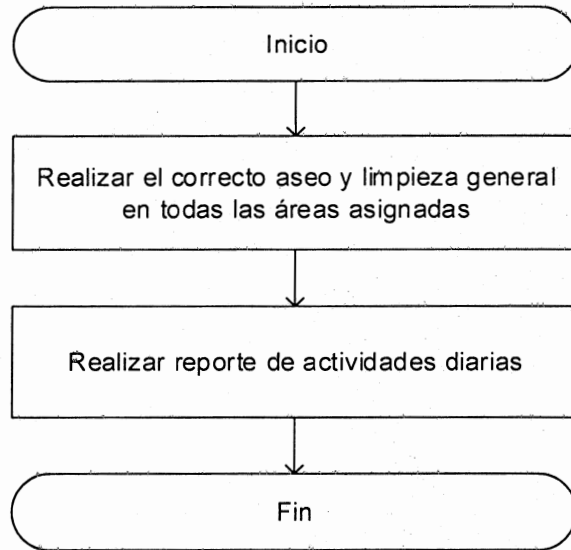 Inicio
Realizar el correcto aseo y limpieza general
en todas las áreas asignadas
Realizar reporte de actividades diarias
Fin